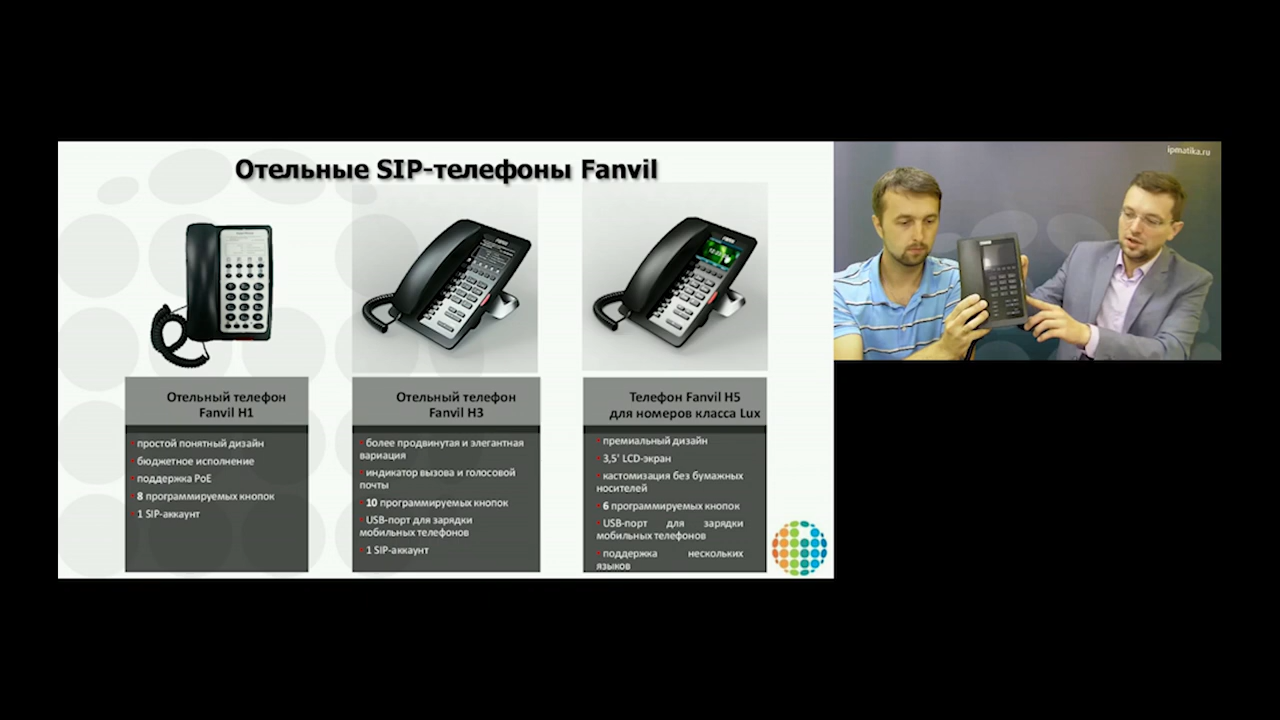 Отельные SIP-телефоны Fanvil
ipmatika.ru
Отельный телефон
Fanvil H1
простой понятный дизайн
бюджетное исполнение
поддержка PoE
8 программируемых кнопок
1 SIP-аккаунт
Отельный телефон
Fanvil H3
более продвинутая и элегантная
вариация
индикатор вызова и голосовой
почты
10 программируемых кнопок
USB-порт для зарядки
мобильных телефонов
1 SIP-аккаунт
Телефон Fanvil H5
для номеров класса Lux
премиальный дизайн
3,5' LCD-экран
кастомизация без бумажных
носителей
6 программируемых кнопок
USB-порт для зарядки
мобильных телефонов
поддержка нескольких
языков